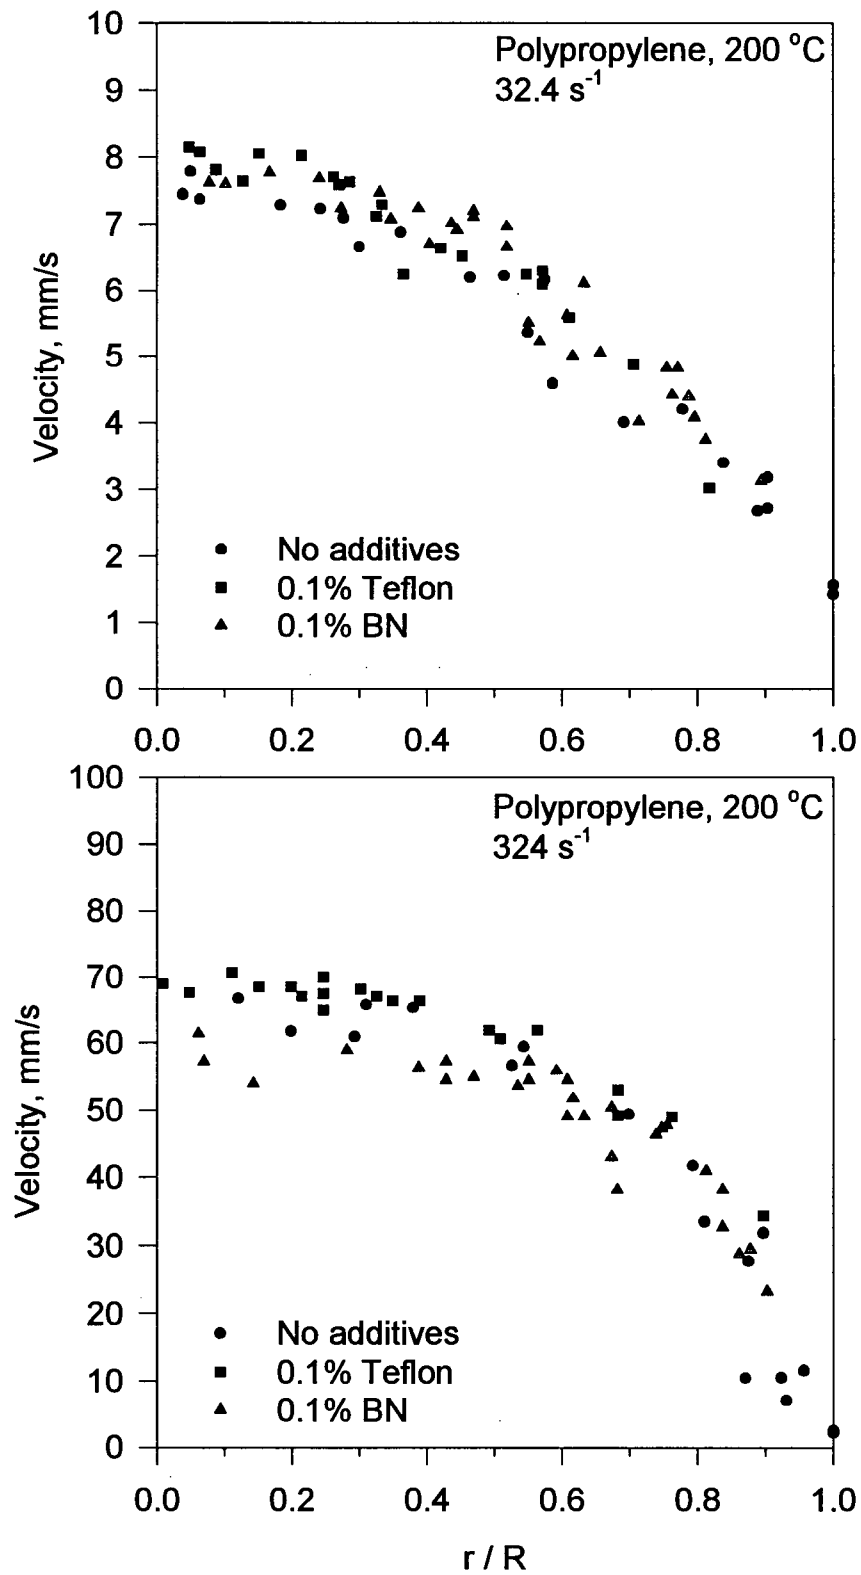 10
Polypropylene, 200 °C
32.4 s⁻¹
9
8
7
6
5
4
3
2
1
0
Velocity, mm/s
No additives
0.1% Teflon
0.1% BN
0.0 0.2 0.4 0.6 0.8 1.0
100
Polypropylene, 200 °C
324 s⁻¹
90
80
70
60
50
40
30
20
10
0
Velocity, mm/s
No additives
0.1% Teflon
0.1% BN
0.0 0.2 0.4 0.6 0.8 1.0
r / R